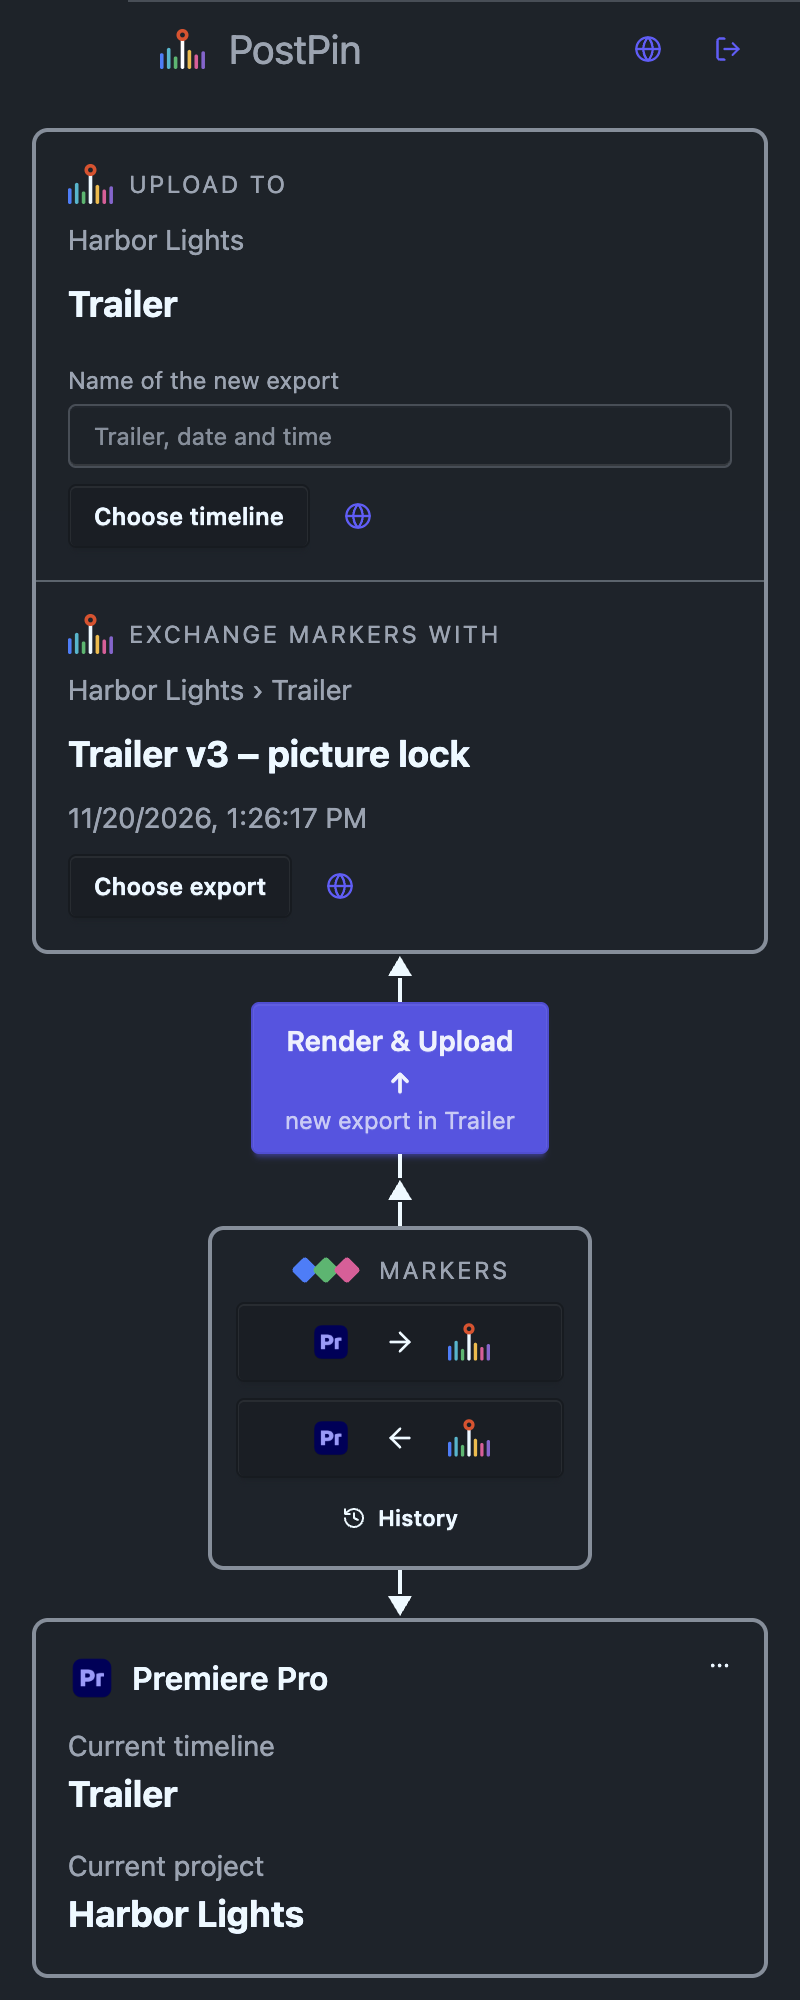 PostPin
UPLOAD TO
Harbor Lights
Trailer
Name of the new export
Trailer, date and time
Choose timeline
EXCHANGE MARKERS WITH
Harbor Lights › Trailer
Trailer v3 – picture lock
11/20/2026, 1:26:17 PM
Choose export
Render & Upload
new export in Trailer
MARKERS
Pr
Pr
History
Pr Premiere Pro
Current timeline
Trailer
Current project
Harbor Lights